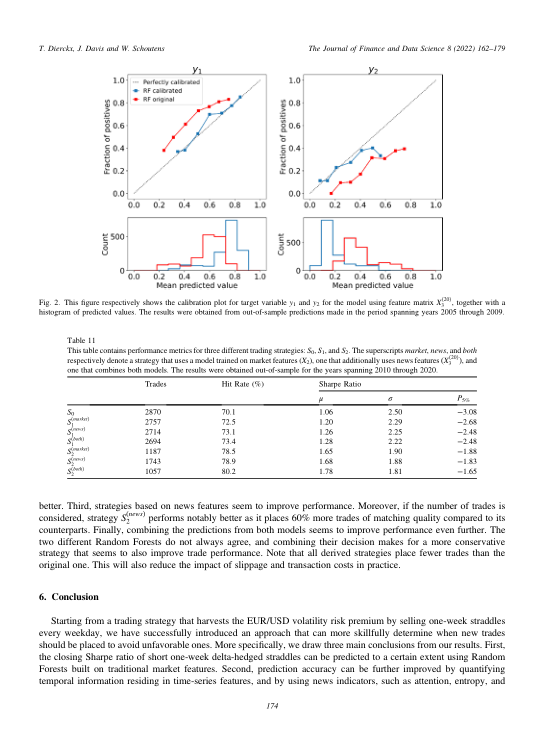 T. Diercks, J. Davis and W. Schoutens
The Journal of Finance and Data Science 8 (2022) 162–179
y1
y2
1.0
0.8
0.6
0.4
0.2
0.0
Fraction of positives
Perfectly calibrated
RF calibrated
RF original
0.0 0.2 0.4 0.6 0.8 1.0
1.0
0.8
0.6
0.4
0.2
0.0
Fraction of positives
0.0 0.2 0.4 0.6 0.8 1.0
500
0
Count
0.0 0.2 0.4 0.6 0.8 1.0
Mean predicted value
500
0
Count
0.0 0.2 0.4 0.6 0.8 1.0
Mean predicted value
Fig. 2. This figure respectively shows the calibration plot for target variable y1 and y2 for the model using feature matrix X3(20), together with a
histogram of predicted values. The results were obtained from out-of-sample predictions made in the period spanning years 2005 through 2009.
Table 11
This table contains performance metrics for three different trading strategies: S0, S1, and S2. The superscripts market, news, and both
respectively denote a strategy that uses a model trained on market features (X2), one that additionally uses news features (X3(20)), and
one that combines both models. The results were obtained out-of-sample for the years spanning 2010 through 2020.
Trades Hit Rate (%) Sharpe Ratio
μ σ P5%
S0 2870 70.1 1.06 2.50 −3.08
S1(market) 2757 72.5 1.20 2.29 −2.68
S1(news) 2714 73.1 1.26 2.25 −2.48
S1(both) 2694 73.4 1.28 2.22 −2.48
S2(market) 1187 78.5 1.65 1.90 −1.88
S2(news) 1743 78.9 1.68 1.88 −1.83
S2(both) 1057 80.2 1.78 1.81 −1.65
better. Third, strategies based on news features seem to improve performance. Moreover, if the number of trades is
considered, strategy S2(news) performs notably better as it places 60% more trades of matching quality compared to its
counterparts. Finally, combining the predictions from both models seems to improve performance even further. The
two different Random Forests do not always agree, and combining their decision makes for a more conservative
strategy that seems to also improve trade performance. Note that all derived strategies place fewer trades than the
original one. This will also reduce the impact of slippage and transaction costs in practice.
6. Conclusion
Starting from a trading strategy that harvests the EUR/USD volatility risk premium by selling one-week straddles
every weekday, we have successfully introduced an approach that can more skillfully determine when new trades
should be placed to avoid unfavorable ones. More specifically, we draw three main conclusions from our results. First,
the closing Sharpe ratio of short one-week delta-hedged straddles can be predicted to a certain extent using Random
Forests built on traditional market features. Second, prediction accuracy can be further improved by quantifying
temporal information residing in time-series features, and by using news indicators, such as attention, entropy, and
174